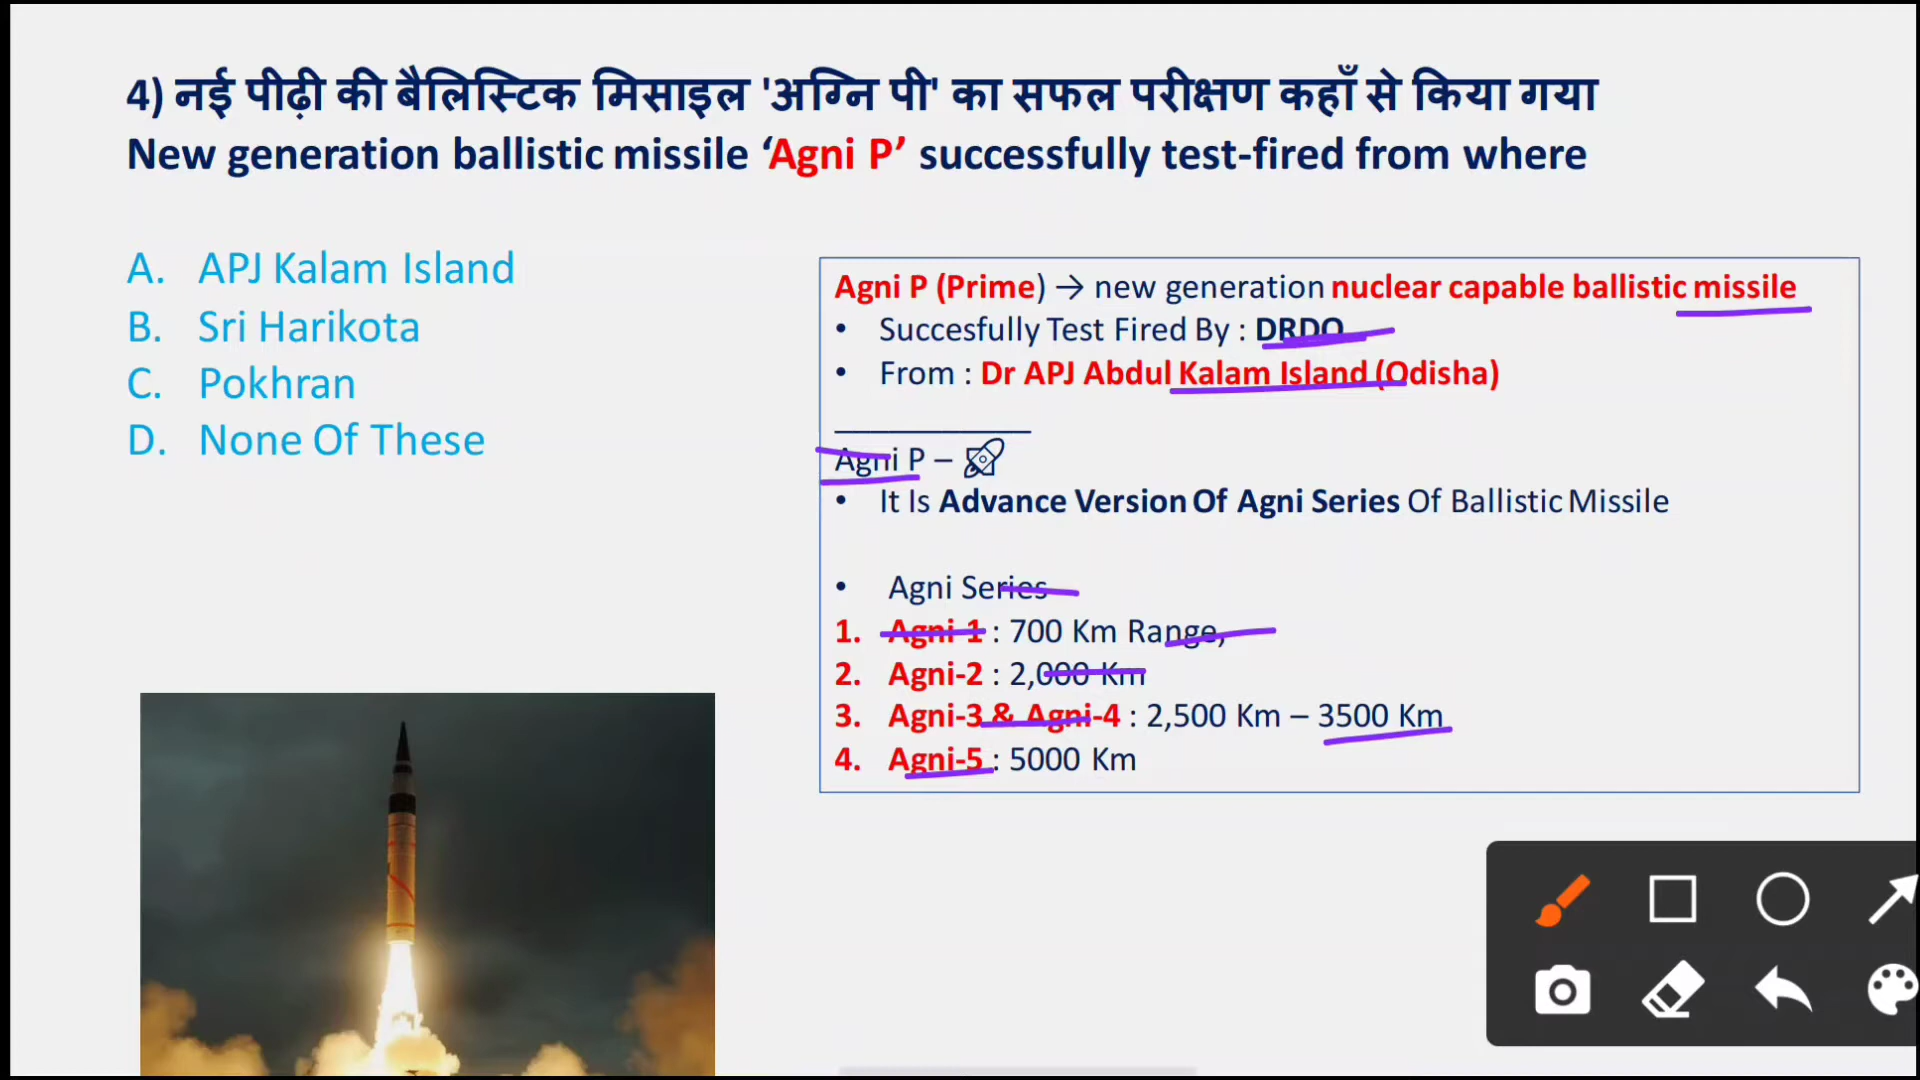 4) नई पीढ़ी की बैलिस्टिक मिसाइल 'अग्नि पी' का सफल परीक्षण कहाँ से किया गया
New generation ballistic missile ‘Agni P’ successfully test-fired from where
A. APJ Kalam Island
B. Sri Harikota
C. Pokhran
D. None Of These
Agni P (Prime) → new generation nuclear capable ballistic missile
• Succesfully Test Fired By : DRDO
• From : Dr APJ Abdul Kalam Island (Odisha)
Agni P –
• It Is Advance Version Of Agni Series Of Ballistic Missile
• Agni Series
1. Agni-1 : 700 Km Range,
2. Agni-2 : 2,000 Km
3. Agni-3 & Agni-4 : 2,500 Km – 3500 Km
4. Agni-5 : 5000 Km